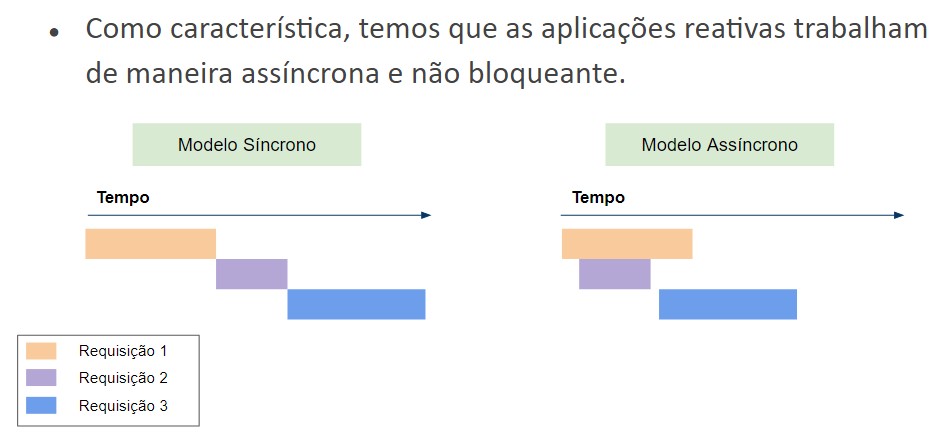 • Como característica, temos que as aplicações reativas trabalham
de maneira assíncrona e não bloqueante.
Modelo Síncrono
Modelo Assíncrono
Tempo
Tempo
Requisição 1
Requisição 2
Requisição 3